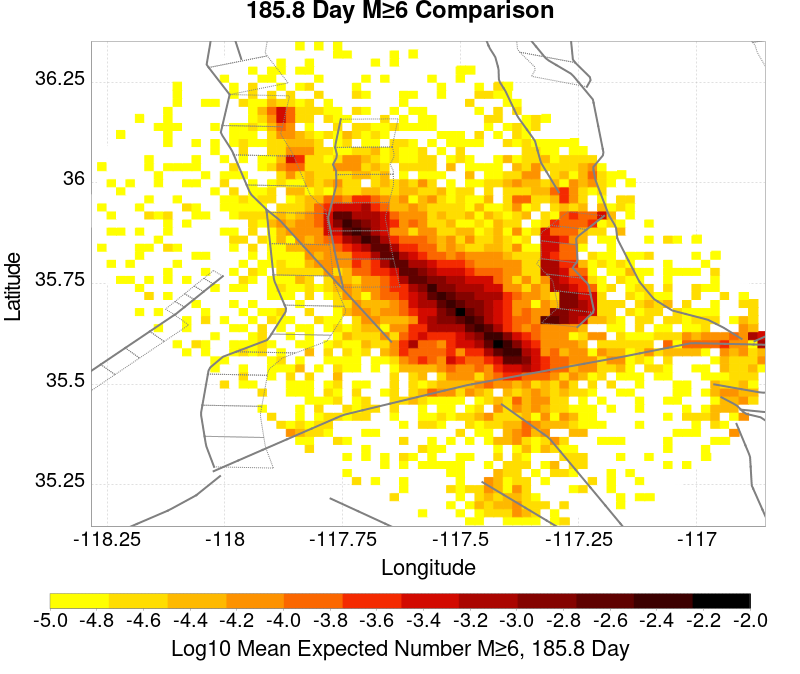 185.8 Day M≥6 Comparison
36.25
36
35.75
35.5
35.25
Latitude
-118.25 -118 -117.75 -117.5 -117.25 -117
Longitude
-5.0 -4.8 -4.6 -4.4 -4.2 -4.0 -3.8 -3.6 -3.4 -3.2 -3.0 -2.8 -2.6 -2.4 -2.2 -2.0
Log10 Mean Expected Number M≥6, 185.8 Day